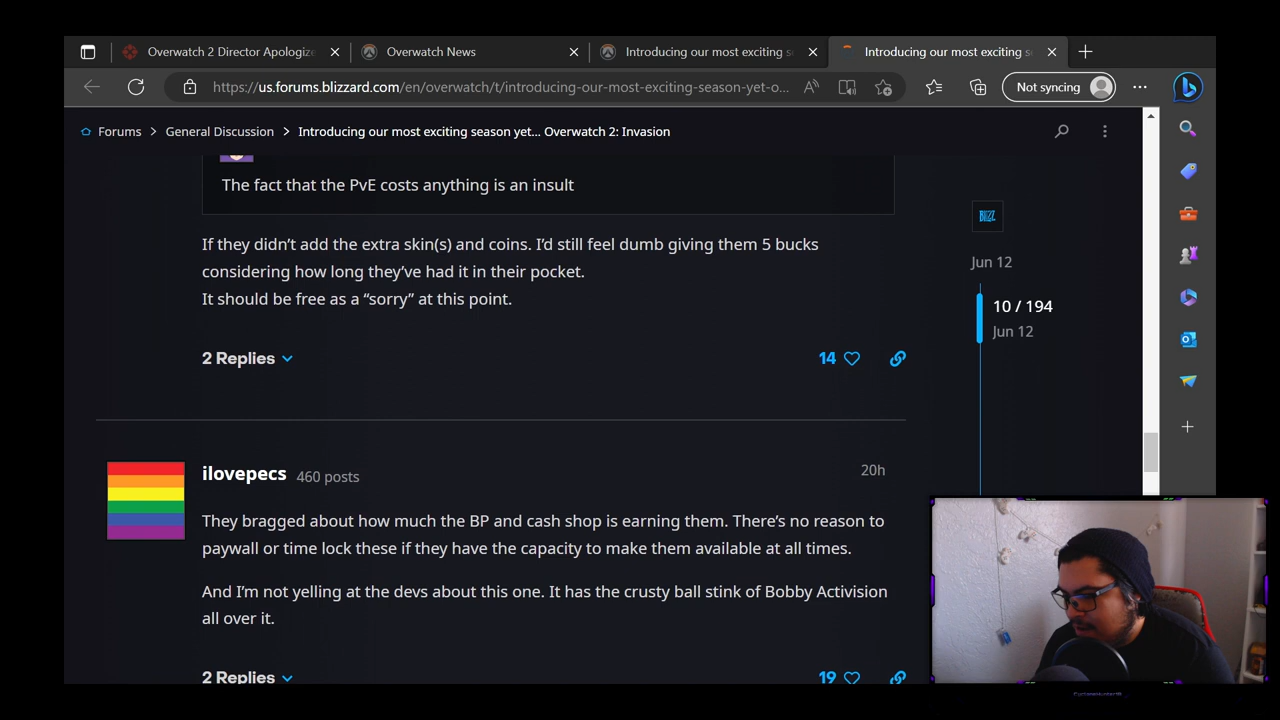 Overwatch 2 Director Apologize
Overwatch News
Introducing our most exciting s
Introducing our most exciting s
https://us.forums.blizzard.com/en/overwatch/t/introducing-our-most-exciting-season-yet-o...
Not syncing
Forums > General Discussion > Introducing our most exciting season yet... Overwatch 2: Invasion
The fact that the PvE costs anything is an insult
If they didn’t add the extra skin(s) and coins. I’d still feel dumb giving them 5 bucks
considering how long they’ve had it in their pocket.
It should be free as a “sorry” at this point.
2 Replies
14
BLIZZ
Jun 12
10 / 194
Jun 12
ilovepecs 460 posts
20h
They bragged about how much the BP and cash shop is earning them. There’s no reason to
paywall or time lock these if they have the capacity to make them available at all times.
And I’m not yelling at the devs about this one. It has the crusty ball stink of Bobby Activision
all over it.
2 Replies
19